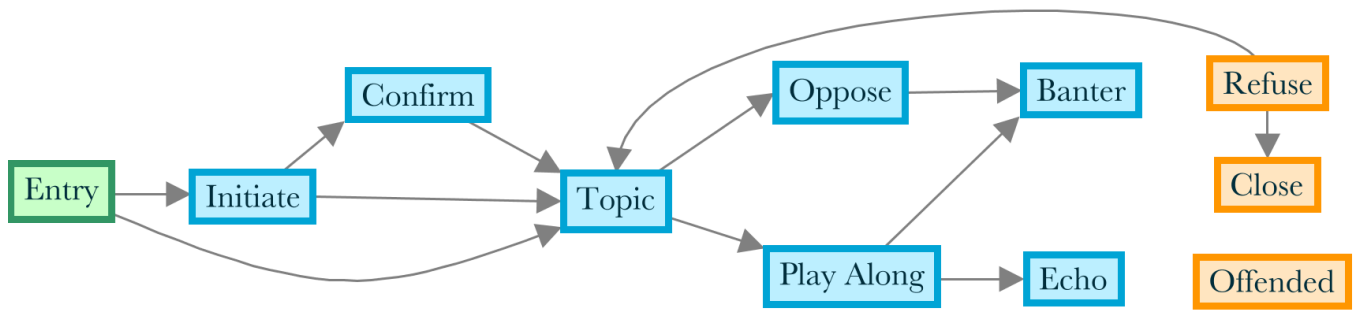 Entry
Initiate
Confirm
Topic
Oppose
Play Along
Banter
Echo
Refuse
Close
Offended